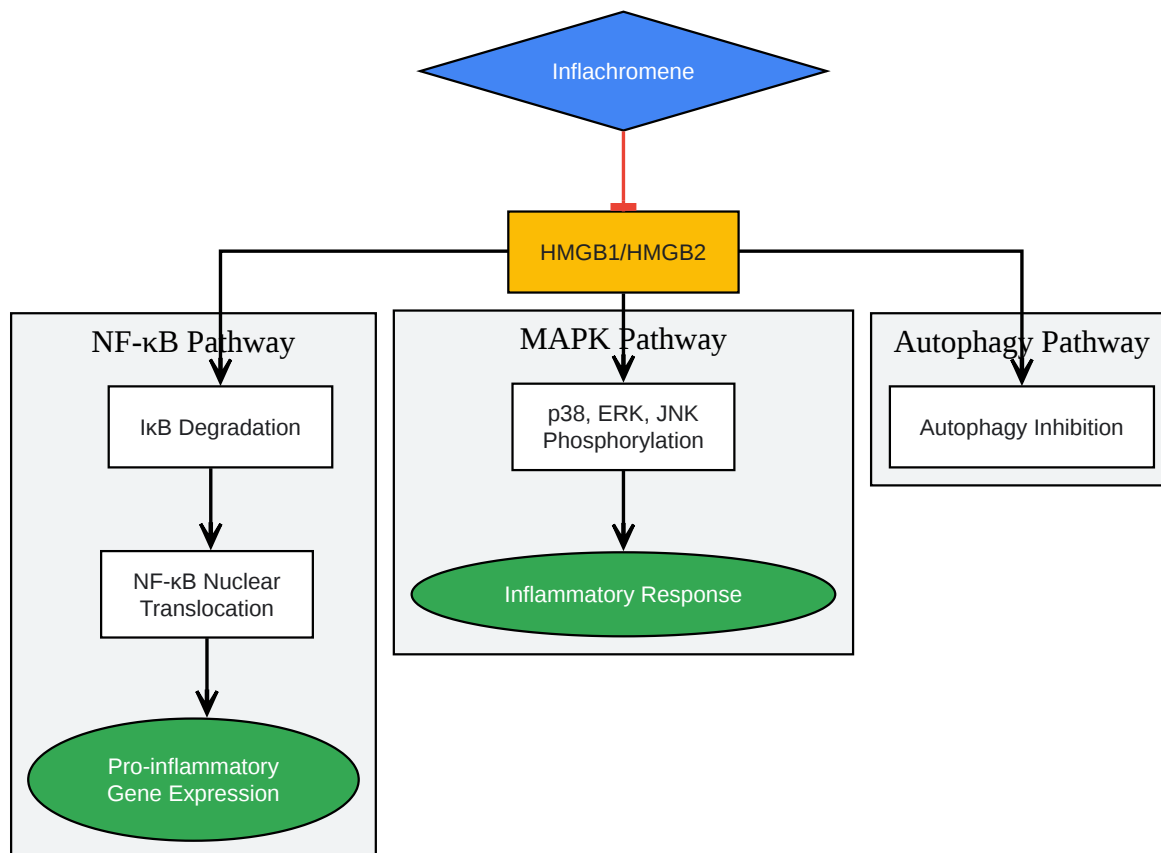 Inflachromene
HMGB1/HMGB2
NF-κB Pathway
IκB Degradation
NF-κB Nuclear
Translocation
Pro-inflammatory
Gene Expression
MAPK Pathway
p38, ERK, JNK
Phosphorylation
Inflammatory Response
Autophagy Pathway
Autophagy Inhibition